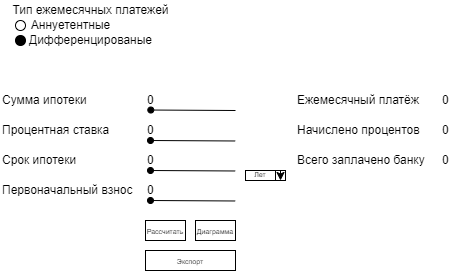 Тип ежемесячных платежей
Аннуетентные
Дифференцированые
Сумма ипотеки 0 Ежемесячный платёж 0
Процентная ставка 0 Начислено процентов 0
Срок ипотеки 0 Всего заплачено банку 0
Лет
Первоначальный взнос 0
Рассчитать Диаграмма
Экспорт